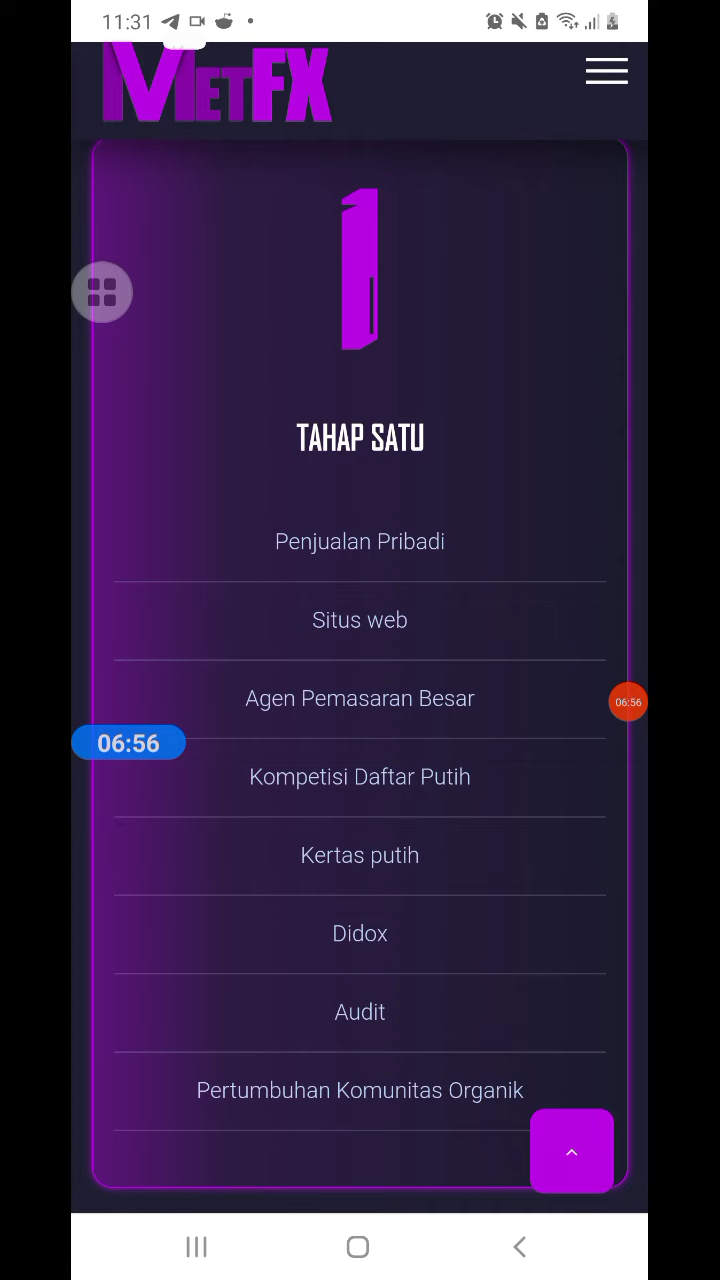 11:31
METFX
1
TAHAP SATU
Penjualan Pribadi
Situs web
Agen Pemasaran Besar
06:56
06:56
Kompetisi Daftar Putih
Kertas putih
Didox
Audit
Pertumbuhan Komunitas Organik